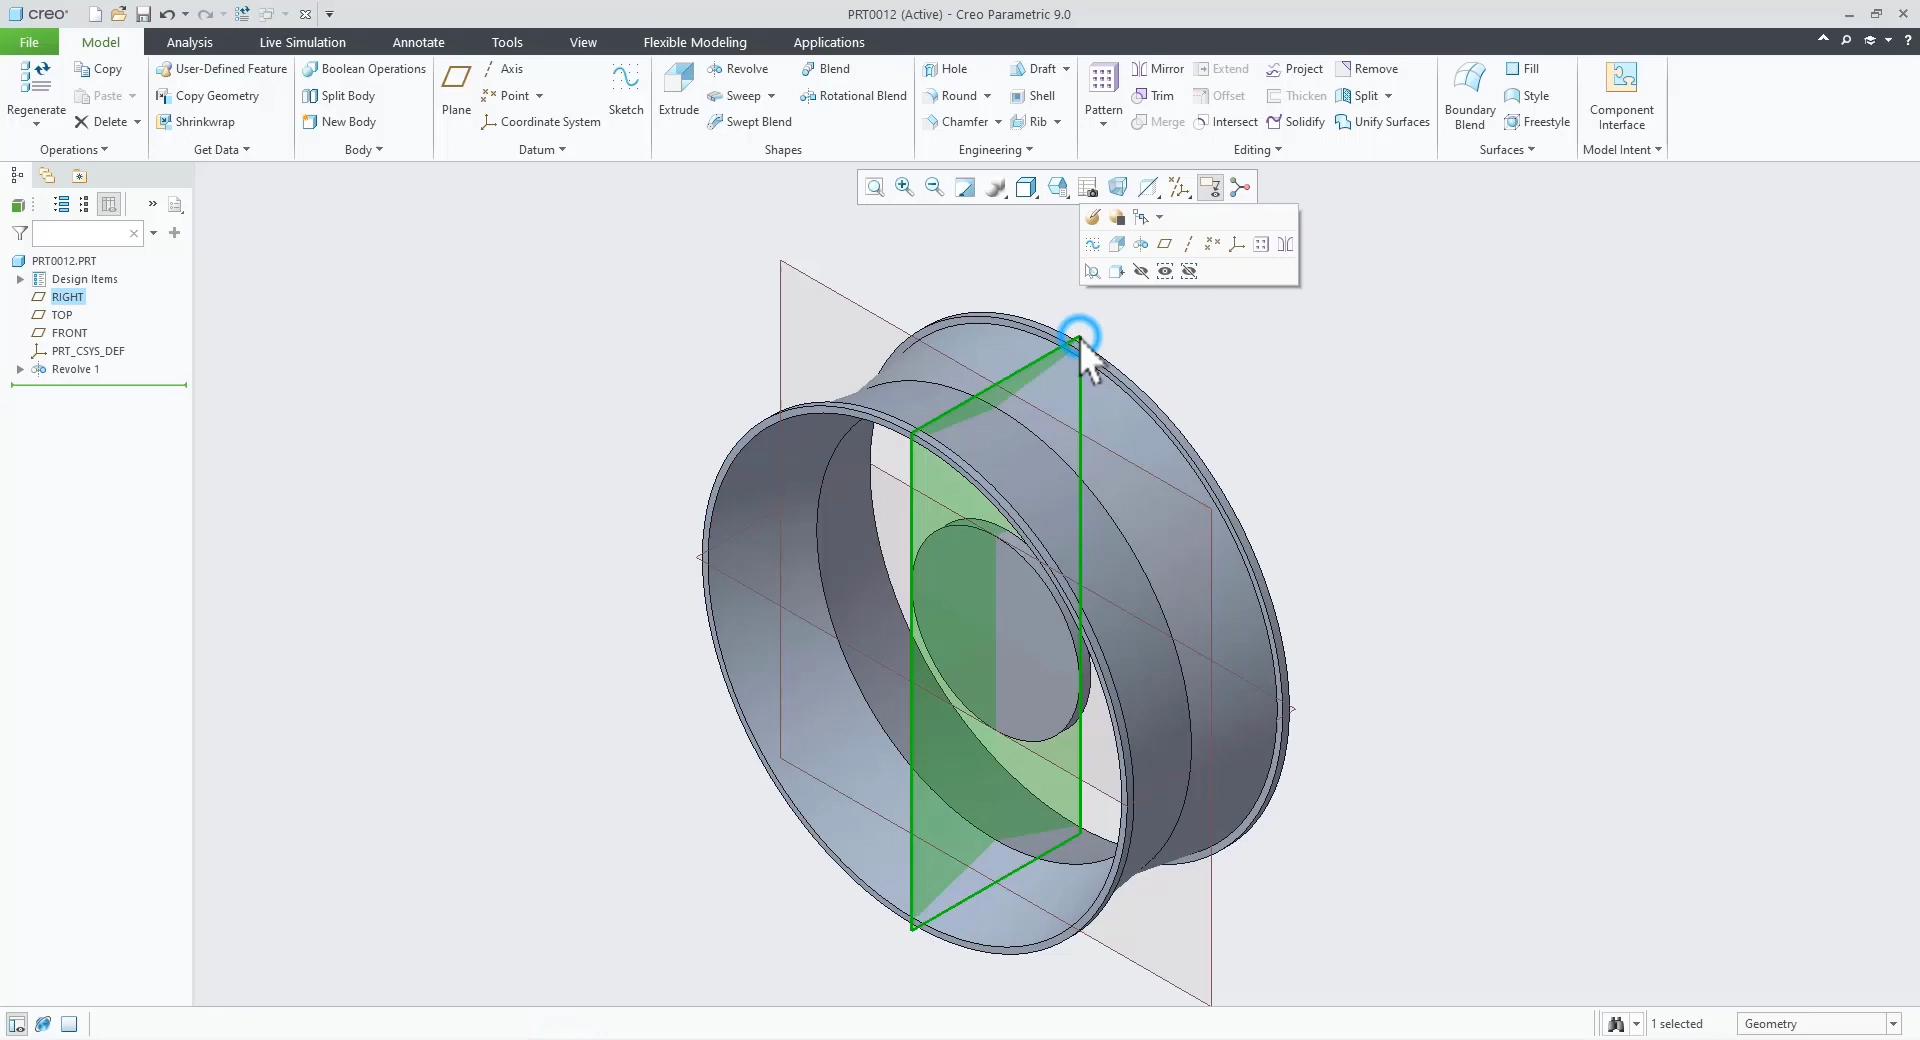 creo PRT0012 (Active) - Creo Parametric 9.0
File Model Analysis Live Simulation Annotate Tools View Flexible Modeling Applications
Regenerate Copy Paste Delete
Operations
User-Defined Feature
Copy Geometry
Shrinkwrap
Get Data
Boolean Operations
Split Body
New Body
Body
Plane Axis Point Coordinate System Sketch
Datum
Extrude Revolve Sweep Swept Blend Blend Rotational Blend
Shapes
Hole Round Chamfer Draft Shell Rib
Engineering
Pattern Mirror Trim Merge Extend Offset Intersect Project Thicken Solidify Remove Split Unify Surfaces
Editing
Boundary Blend Fill Style Freestyle
Surfaces
Component Interface
Model Intent
PRT0012.PRT
Design Items
RIGHT
TOP
FRONT
PRT_CSYS_DEF
Revolve 1
1 selected Geometry